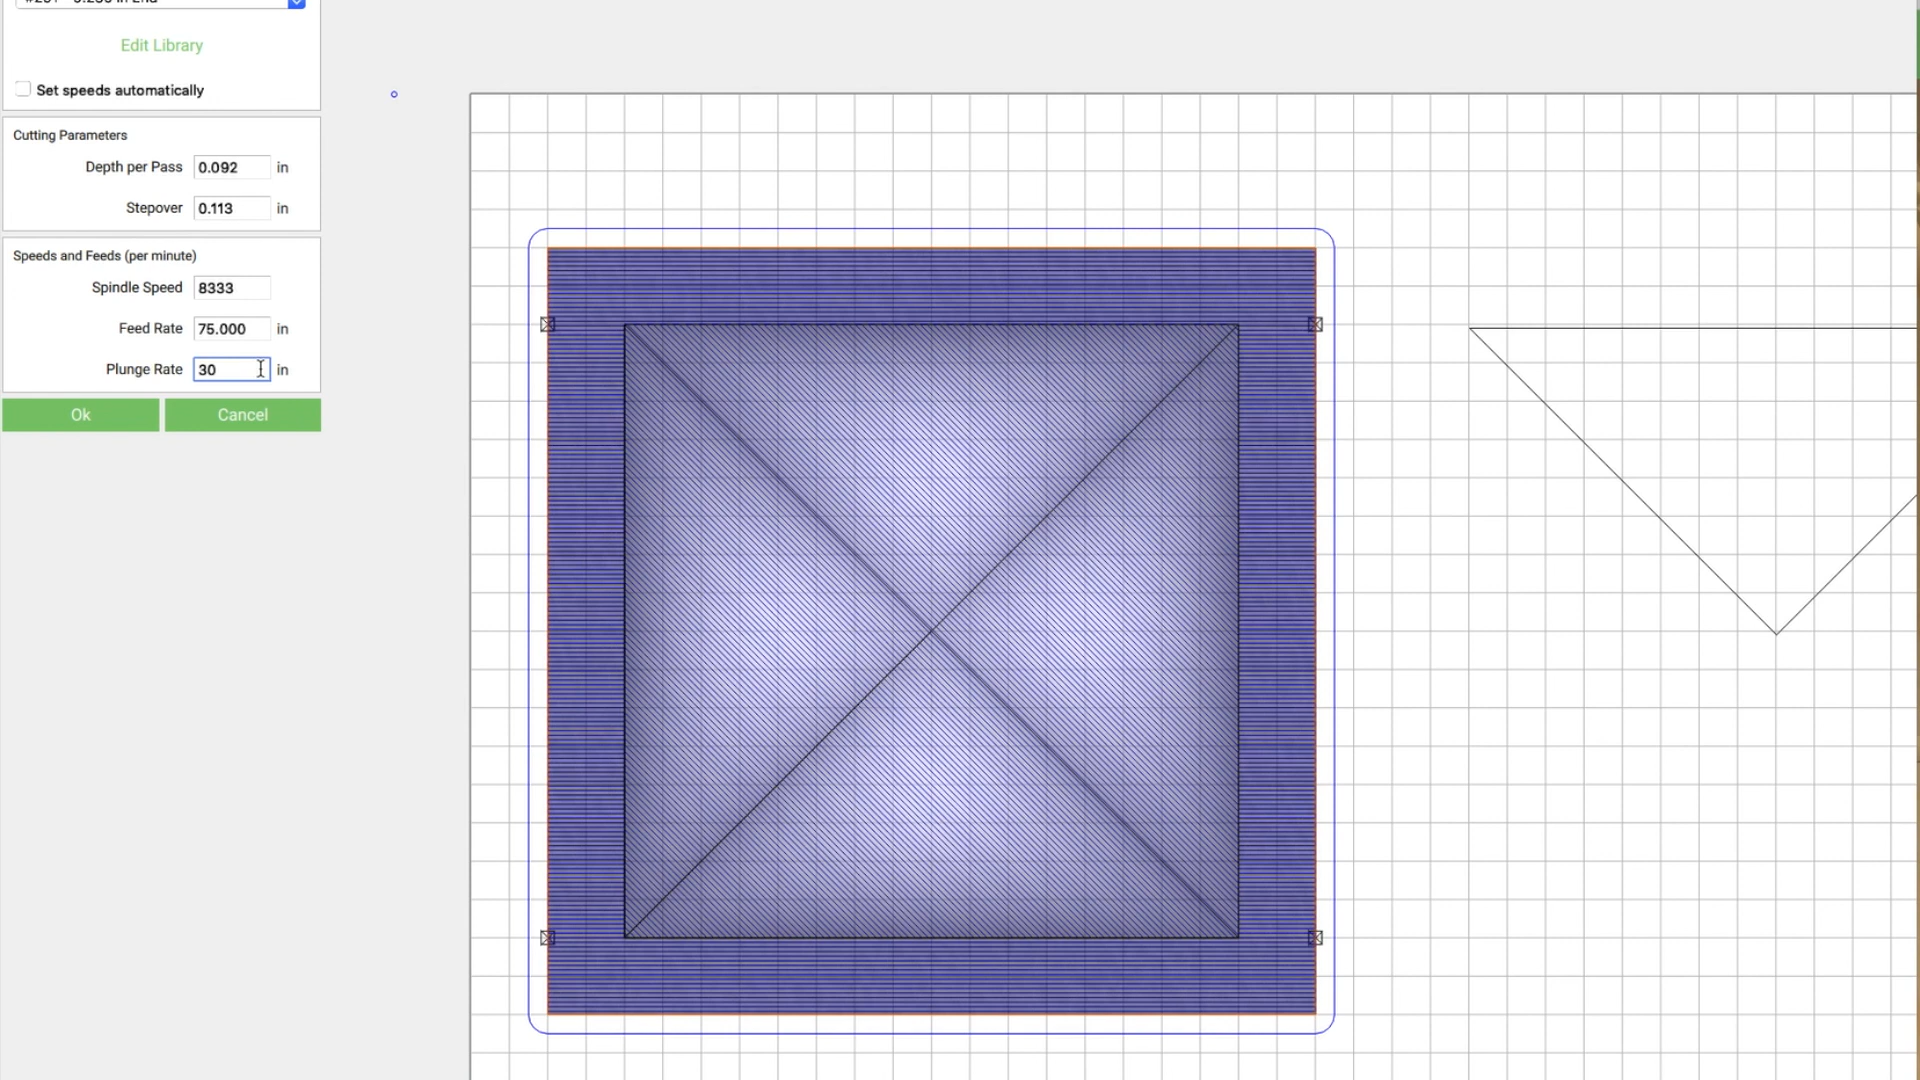 Edit Library
Set speeds automatically
Cutting Parameters
Depth per Pass 0.092 in
Stepover 0.113 in
Speeds and Feeds (per minute)
Spindle Speed 8333
Feed Rate 75.000 in
Plunge Rate 30 in
Ok Cancel